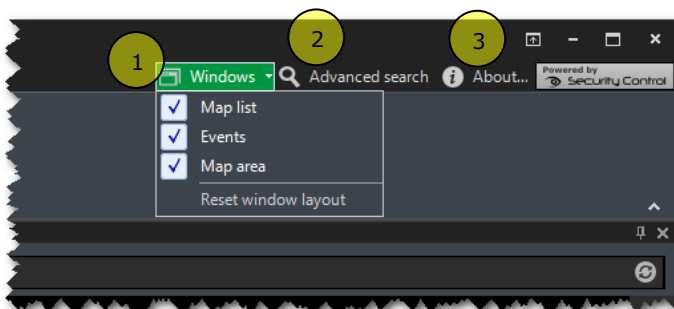 1
2
3
Windows
Advanced search
About...
Powered by
Security Control
Map list
Events
Map area
Reset window layout